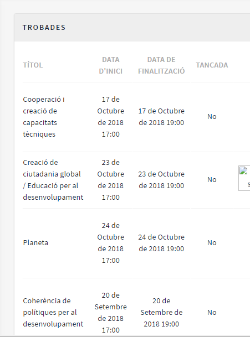 TROBADES
TÍTOL
DATA
D'INICI
DATA DE
FINALITZACIÓ
TANCADA
Cooperació i
creació de
capacitats
tècniques
17 de
Octubre
de 2018
17:00
17 de Octubre
de 2018 19:00
No
Creació de
ciutadania global
/ Educació per al
desenvolupament
23 de
Octubre
de 2018
17:00
23 de Octubre
de 2018 19:00
No
Planeta
24 de
Octubre
de 2018
17:00
24 de Octubre
de 2018 19:00
No
Coherència de
polítiques per al
desenvolupament
20 de
Setembre
de 2018
17:00
20 de
Setembre de
2018 19:00
No